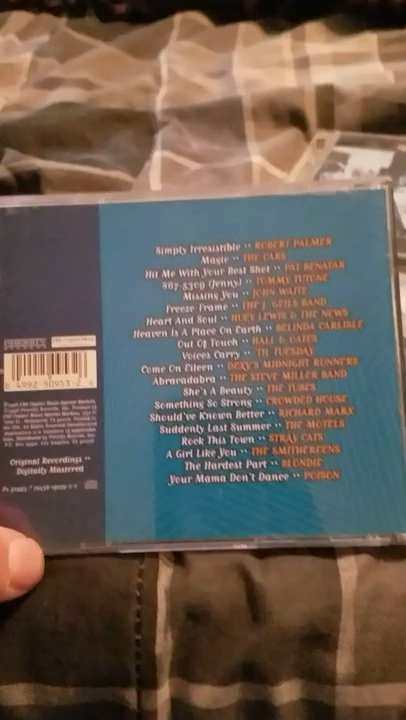 Simply Irresistible •• ROBERT PALMER
Magic •• THE CARS
Hit Me With Your Best Shot •• PAT BENATAR
867-5309 (Jenny) •• TOMMY TUTONE
Missing You •• JOHN WAITE
Freeze Frame •• THE J. GEILS BAND
Heart And Soul •• HUEY LEWIS & THE NEWS
Heaven Is A Place On Earth •• BELINDA CARLISLE
Out Of Touch •• HALL & OATES
Voices Carry •• 'TIL TUESDAY
Come On Eileen •• DEXY'S MIDNIGHT RUNNERS
Abracadabra •• THE STEVE MILLER BAND
She's A Beauty •• THE TUBES
Something So Strong •• CROWDED HOUSE
Should've Known Better •• RICHARD MARX
Suddenly Last Summer •• THE MOTELS
Rock This Town •• STRAY CATS
A Girl Like You •• THE SMITHEREENS
The Hardest Part •• BLONDIE
Your Mama Don't Dance •• POISON
PRIORITY
Original Recordings ••
Digitally Mastered